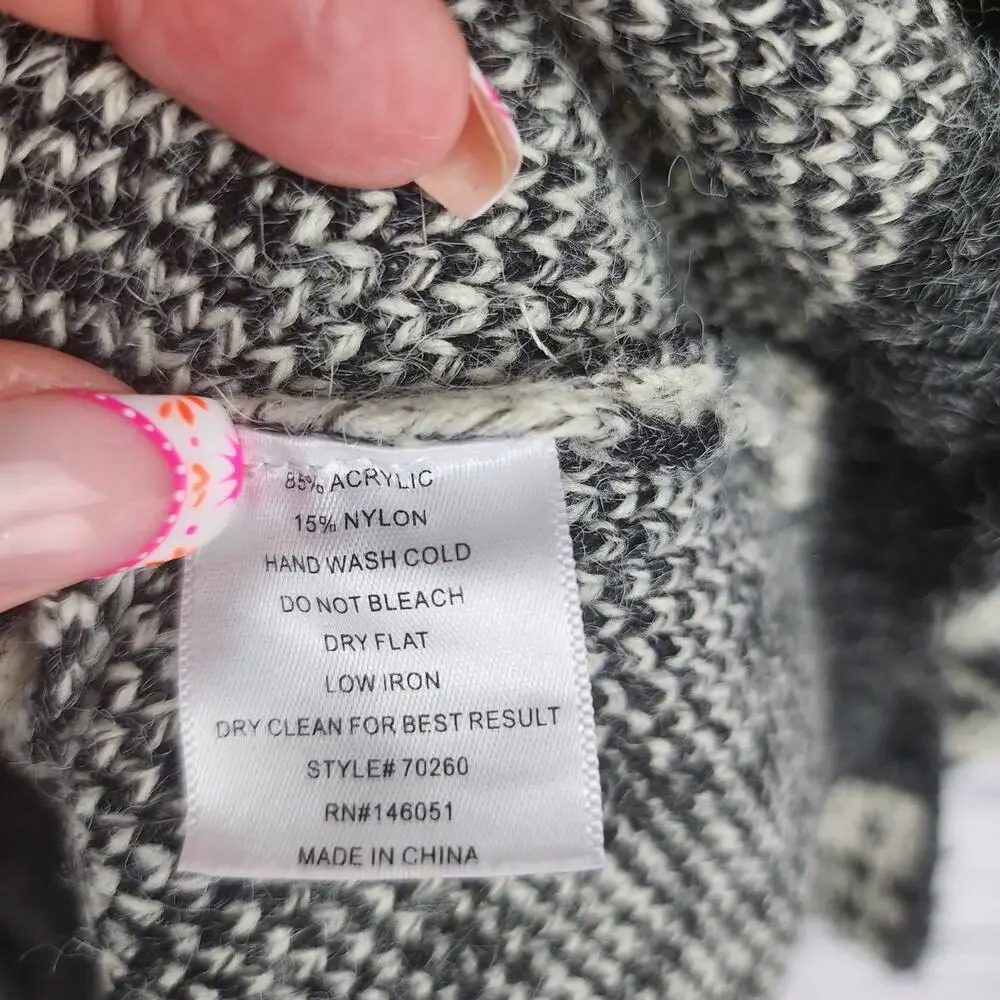 85% ACRYLIC
15% NYLON
HAND WASH COLD
DO NOT BLEACH
DRY FLAT
LOW IRON
DRY CLEAN FOR BEST RESULT
STYLE# 70260
RN#146051
MADE IN CHINA